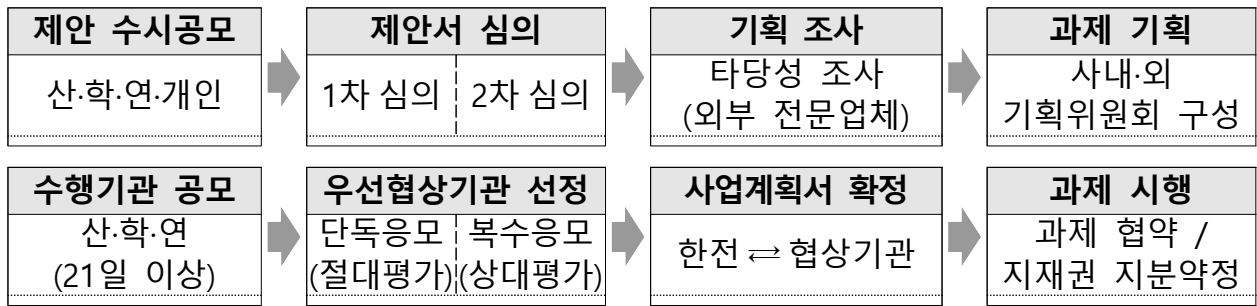 제안 수시공모
산·학·연·개인
제안서 심의
1차 심의 2차 심의
기획 조사
타당성 조사
(외부 전문업체)
과제 기획
사내·외
기획위원회 구성
수행기관 공모
산·학·연
(21일 이상)
우선협상기관 선정
단독응모 복수응모
(절대평가) (상대평가)
사업계획서 확정
한전 ⇄ 협상기관
과제 시행
과제 협약 /
지재권 지분약정